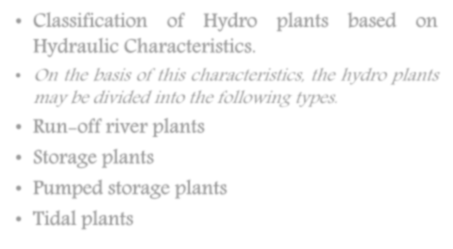 • Classification of Hydro plants based on
Hydraulic Characteristics.
• On the basis of this characteristics, the hydro plants
may be divided into the following types.
• Run-off river plants
• Storage plants
• Pumped storage plants
• Tidal plants